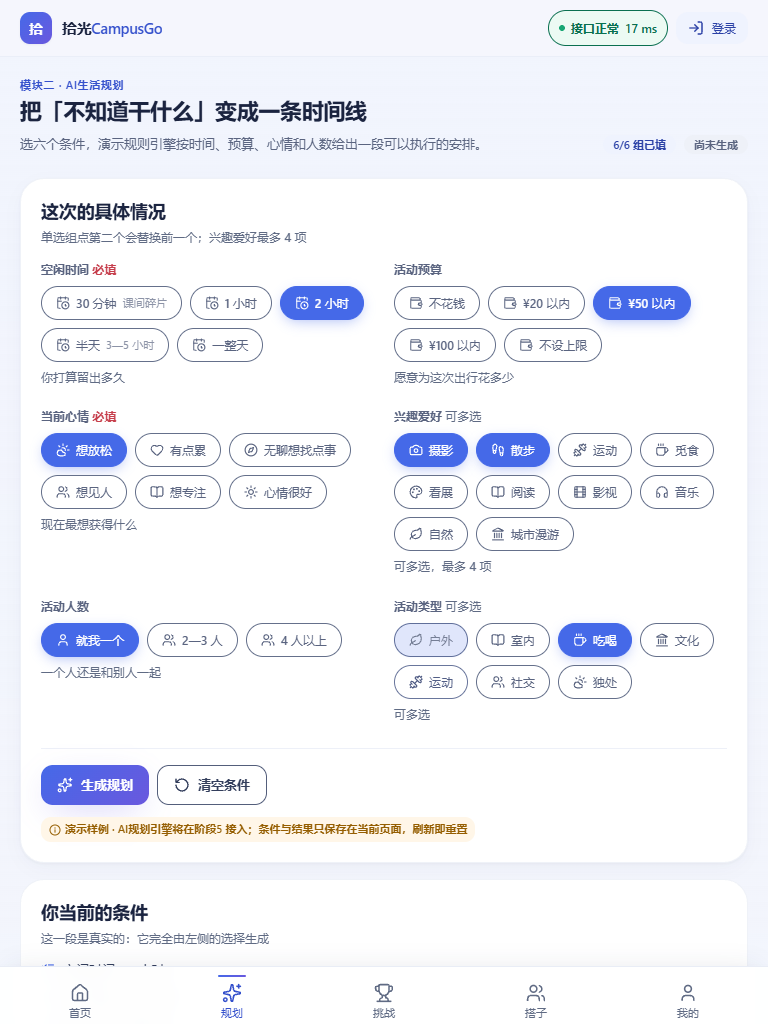 拾 拾光CampusGo
接口正常 17 ms
登录
模块二 · AI生活规划
把「不知道干什么」变成一条时间线
选六个条件，演示规则引擎按时间、预算、心情和人数给出一段可以执行的安排。
6/6 组已填
尚未生成
这次的具体情况
单选组点第二个会替换前一个；兴趣爱好最多 4 项
空闲时间 必填
30 分钟 课间碎片
1 小时
2 小时
半天 3—5 小时
一整天
你打算留出多久
活动预算
不花钱
¥20 以内
¥50 以内
¥100 以内
不设上限
愿意为这次出行花多少
当前心情 必填
想放松
有点累
无聊想找点事
想见人
想专注
心情很好
现在最想获得什么
兴趣爱好 可多选
摄影
散步
运动
觅食
看展
阅读
影视
音乐
自然
城市漫游
可多选，最多 4 项
活动人数
就我一个
2—3 人
4 人以上
一个人还是和别人一起
活动类型 可多选
户外
室内
吃喝
文化
运动
社交
独处
可多选
生成规划
清空条件
演示样例 · AI规划引擎将在阶段5 接入；条件与结果只保存在当前页面，刷新即重置
你当前的条件
这一段是真实的：它完全由左侧的选择生成
首页
规划
挑战
搭子
我的